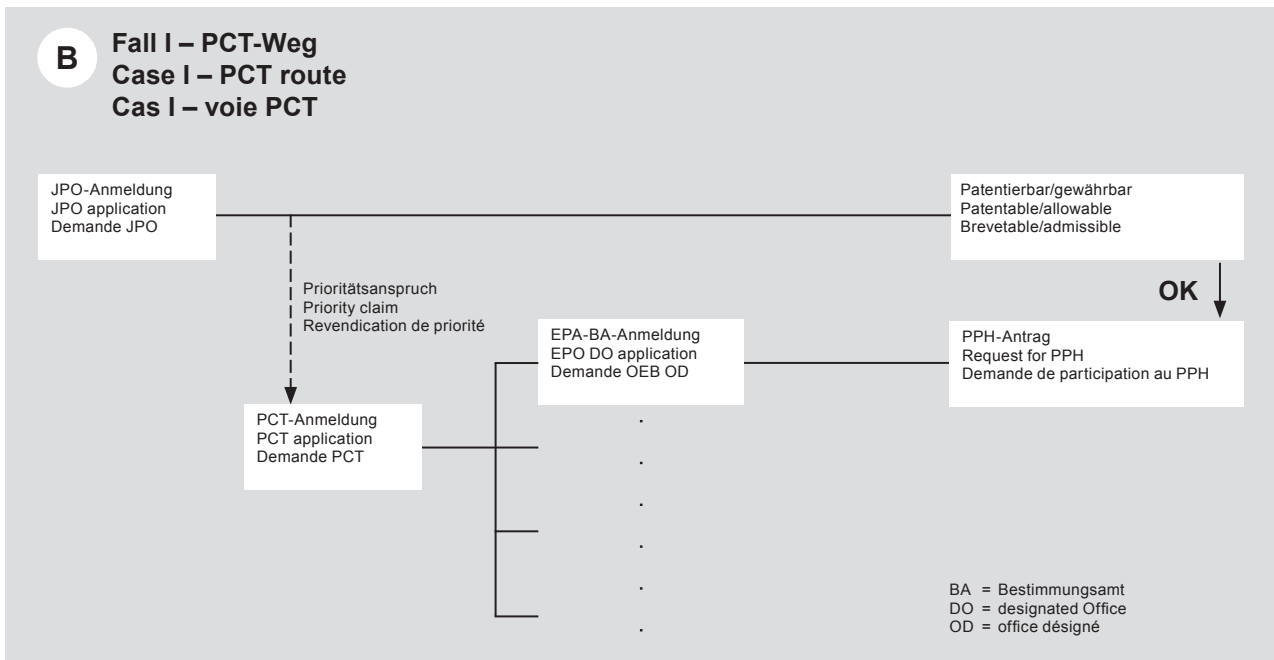 B
Fall I – PCT-Weg
Case I – PCT route
Cas I – voie PCT
JPO-Anmeldung
JPO application
Demande JPO
Patentierbar/gewährbar
Patentable/allowable
Brevetable/admissible
Prioritätsanspruch
Priority claim
Revendication de priorité
OK
EPA-BA-Anmeldung
EPO DO application
Demande OEB OD
PPH-Antrag
Request for PPH
Demande de participation au PPH
PCT-Anmeldung
PCT application
Demande PCT
BA = Bestimmungsamt
DO = designated Office
OD = office désigné